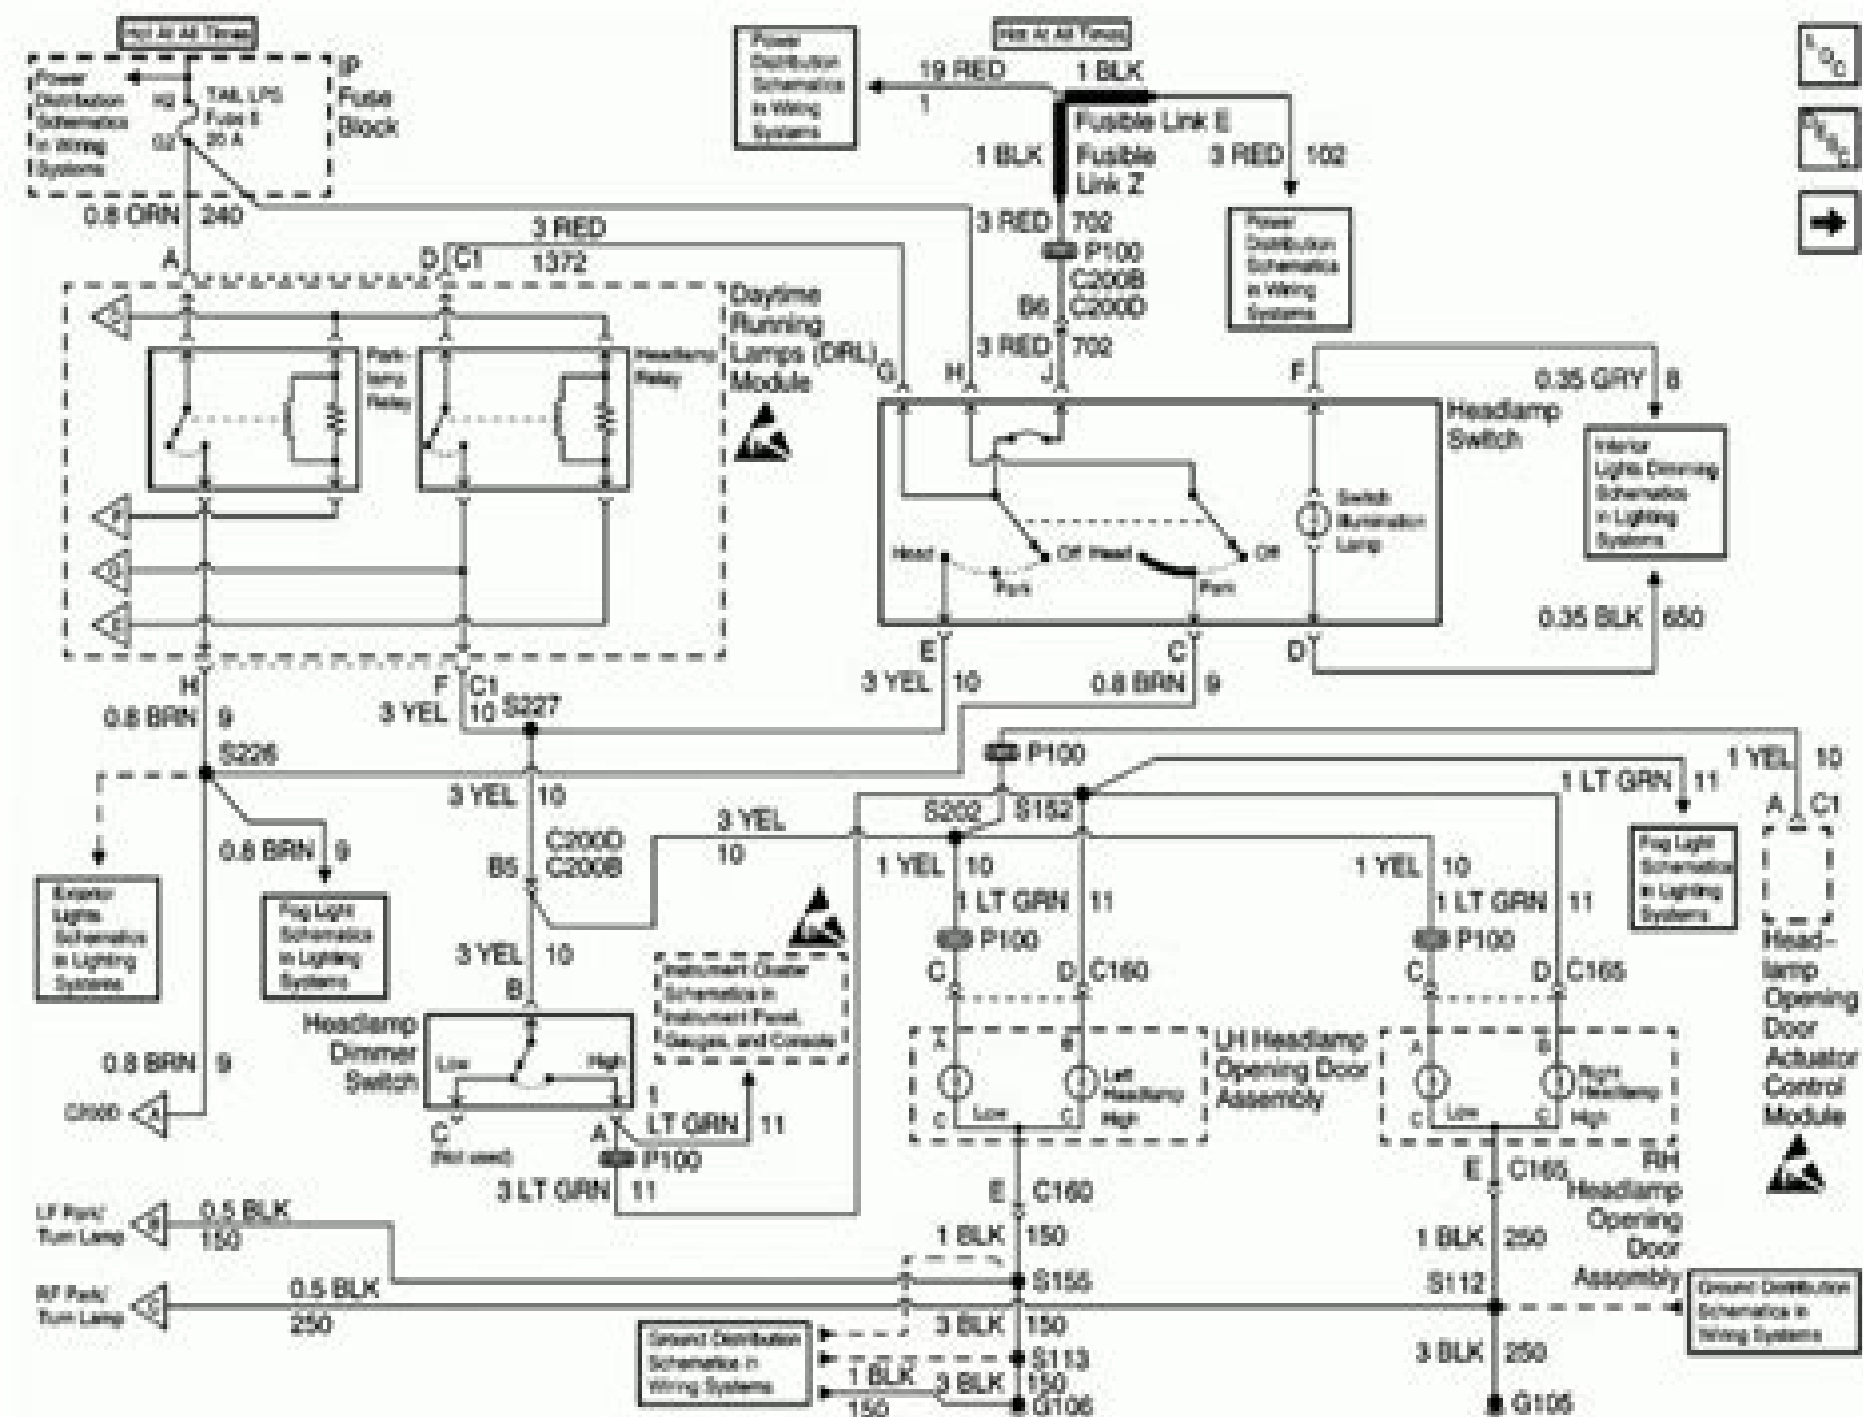 Hot At All Times
Power
Distribution
Schematics
in Wiring
Systems
H2
G2
TAIL LPS
Fuse 5
20 A
IP
Fuse
Block
0.8 ORN 240
Power
Distribution
Schematics
in Wiring
Systems
Hot At All Times
19 RED
1
1 BLK
Fusible Link E
1 BLK
Fusible
Link Z
3 RED 102
3 RED 702
P100
C200B
B6 C200D
3 RED 702
Power
Distribution
Schematics
in Wiring
Systems
A
D C1
3 RED
1372
Daytime
Running
Lamps (DRL)
Module
Park-
lamp
Relay
Headlamp
Relay
G H J F
0.35 GRY 8
Headlamp
Switch
Interior
Lights Dimming
Schematics
in Lighting
Systems
Switch
Illumination
Lamp
Head Off Head Off
Park Park
0.35 BLK 650
E C D
3 YEL 10
0.8 BRN 9
H
0.8 BRN 9
F C1
3 YEL 10 S227
S226
P100
1 YEL 10
1 LT GRN 11
A C1
3 YEL 10
S202 S152
3 YEL
10
C200D
B5 C200B
0.8 BRN 9
1 YEL 10
1 YEL 10
Fog Light
Schematics
in Lighting
Systems
Exterior
Lights
Schematics
in Lighting
Systems
Fog Light
Schematics
in Lighting
Systems
1 LT GRN 11
1 LT GRN 11
P100
P100
3 YEL 10
B
Instrument Cluster
Schematics in
Instrument Panel,
Gauges, and Console
C D C160
C D C165
Head-
lamp
Opening
Door
Actuator
Control
Module
Headlamp
Dimmer
Switch
Low High
A B
LH Headlamp
Opening Door
Assembly
Left
Headlamp
High
Low
C C
A B
Right
Headlamp
High
Low
C C
0.8 BRN 9
C200D A
C
(Not used)
A
1
LT GRN 11
P100
3 LT GRN 11
E C160
E C165
RH
Headlamp
Opening
Door
Assembly
LF Park/
Turn Lamp
B
0.5 BLK
150
1 BLK 150
1 BLK 250
S155
S112
RF Park/
Turn Lamp
C
0.5 BLK
250
Ground Distribution
Schematics in
Wiring Systems
Ground Distribution
Schematics in
Wiring Systems
3 BLK 150
S113
1 BLK
150
3 BLK 150
G106
3 BLK 250
G105